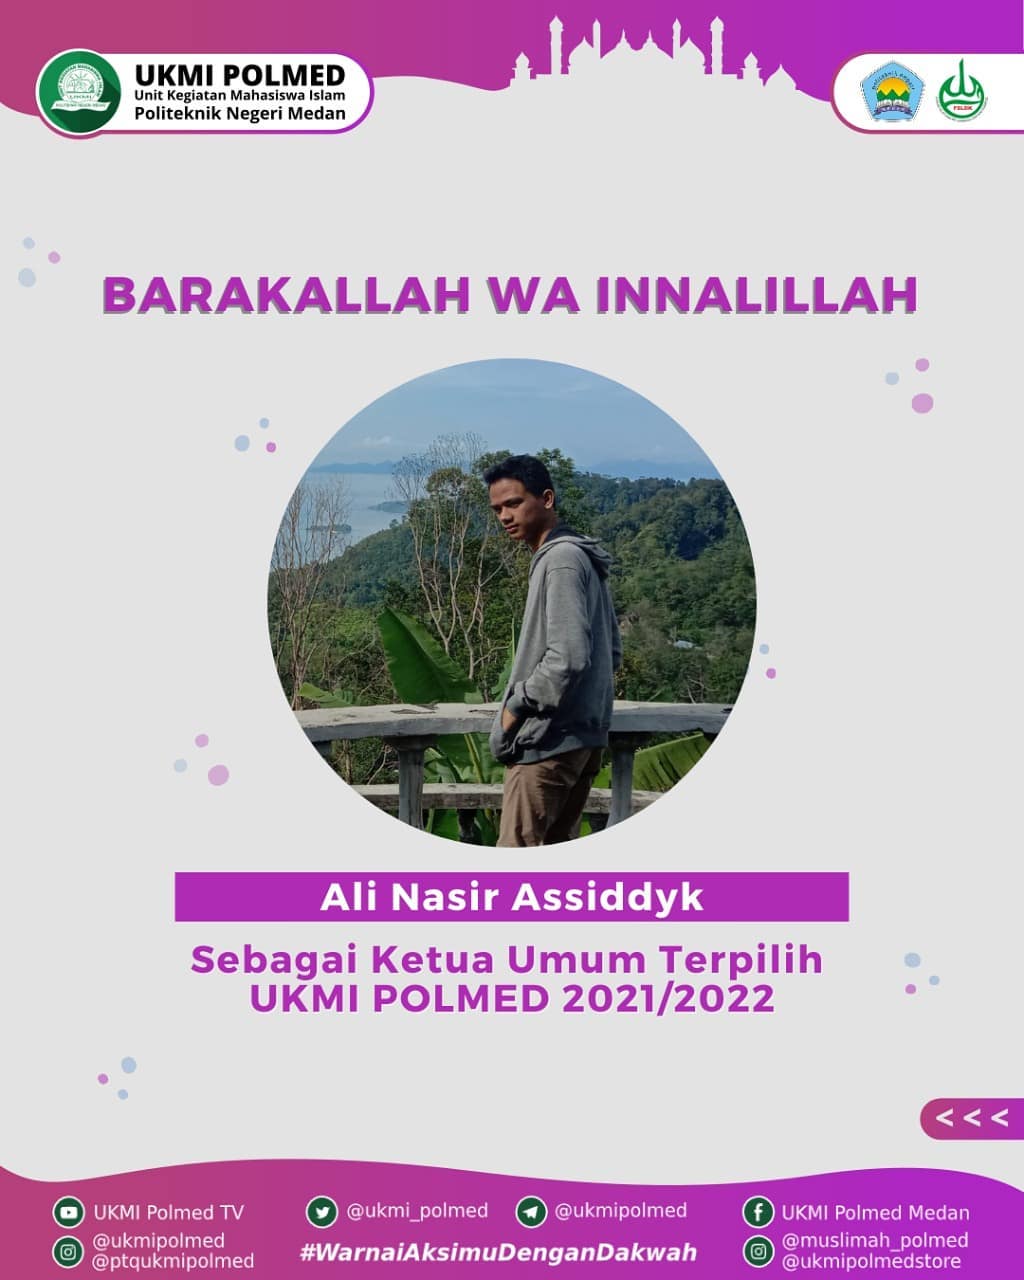 UKMI POLMED
Unit Kegiatan Mahasiswa Islam
Politeknik Negeri Medan
BARAKALLAH WA INNALILLAH
Ali Nasir Assiddyk
Sebagai Ketua Umum Terpilih
UKMI POLMED 2021/2022
< < <
UKMI Polmed TV
@ukmi_polmed
@ukmipolmed
UKMI Polmed Medan
@ukmipolmed
@ptqukmipolmed
#WarnaiAksimuDenganDakwah
@muslimah_polmed
@ukmipolmedstore